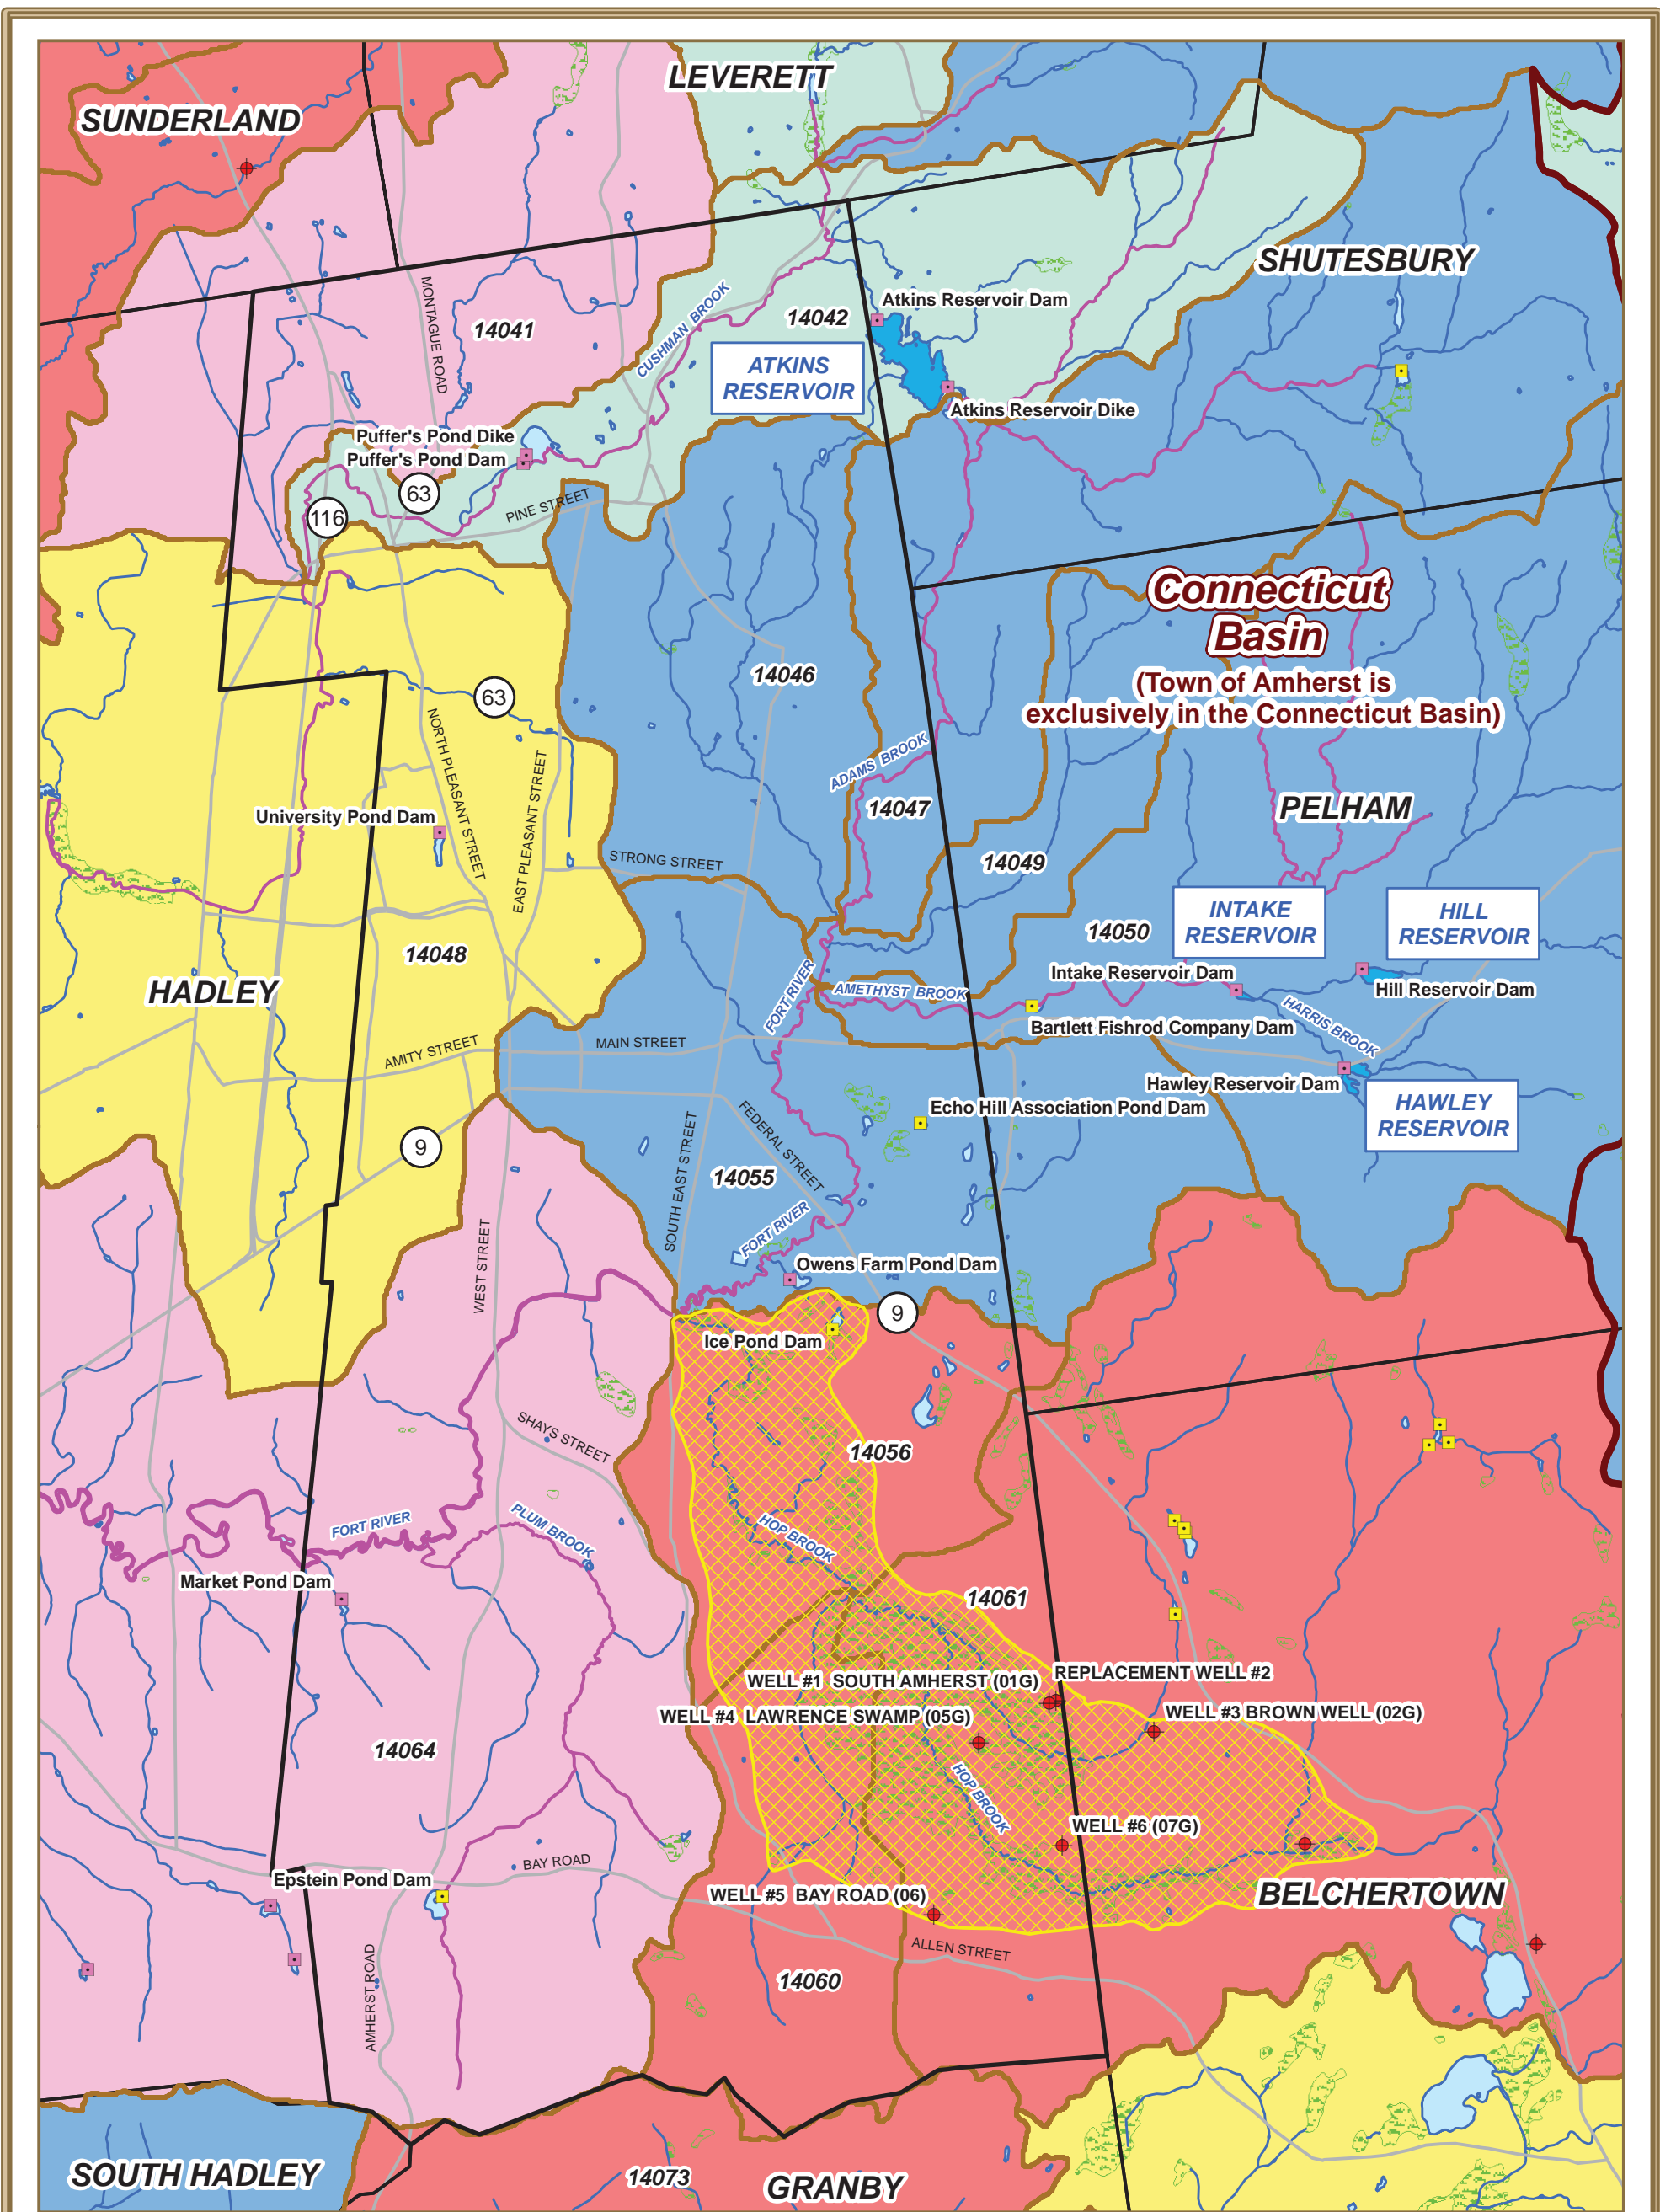 LEVERETT
SUNDERLAND
SHUTESBURY
MONTAGUE ROAD
14041
14042
CUSHMAN BROOK
Atkins Reservoir Dam
ATKINS
RESERVOIR
Atkins Reservoir Dike
Puffer's Pond Dike
Puffer's Pond Dam
63
116
PINE STREET
Connecticut
Basin
(Town of Amherst is
exclusively in the Connecticut Basin)
14046
63
NORTH PLEASANT STREET
EAST PLEASANT STREET
ADAMS BROOK
14047
PELHAM
University Pond Dam
STRONG STREET
14049
INTAKE
RESERVOIR
HILL
RESERVOIR
14050
14048
HADLEY
FORT RIVER
AMETHYST BROOK
Intake Reservoir Dam
Hill Reservoir Dam
HARRIS BROOK
Bartlett Fishrod Company Dam
MAIN STREET
AMITY STREET
Hawley Reservoir Dam
HAWLEY
RESERVOIR
Echo Hill Association Pond Dam
FEDERAL STREET
9
SOUTH EAST STREET
14055
FORT RIVER
WEST STREET
Owens Farm Pond Dam
9
Ice Pond Dam
SHAYS STREET
14056
FORT RIVER
PLUM BROOK
HOP BROOK
Market Pond Dam
14061
WELL #1 SOUTH AMHERST (01G)
REPLACEMENT WELL #2
WELL #4 LAWRENCE SWAMP (05G)
WELL #3 BROWN WELL (02G)
14064
HOP BROOK
WELL #6 (07G)
BAY ROAD
Epstein Pond Dam
WELL #5 BAY ROAD (06)
BELCHERTOWN
ALLEN STREET
AMHERST ROAD
14060
SOUTH HADLEY
14073
GRANBY